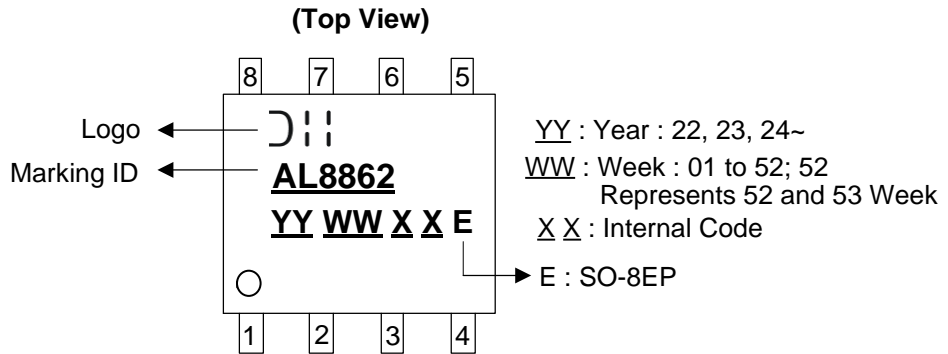 (Top View)
8 7 6 5
Logo
Marking ID
AL8862
YY WW X X E
1 2 3 4
YY : Year : 22, 23, 24~
WW : Week : 01 to 52; 52
Represents 52 and 53 Week
X X : Internal Code
E : SO-8EP